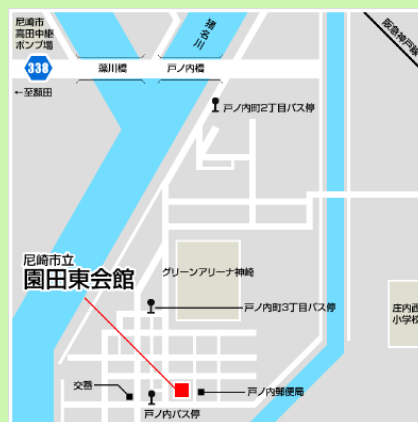 尼崎市
高田中継
ポンプ場
猪名川
阪急神戸線
338
藻川橋
戸ノ内橋
←至額田
戸ノ内町2丁目バス停
尼崎市立
園田東会館
グリーンアリーナ神崎
戸ノ内町3丁目バス停
庄内西
小学校
交番
戸ノ内郵便局
戸ノ内バス停